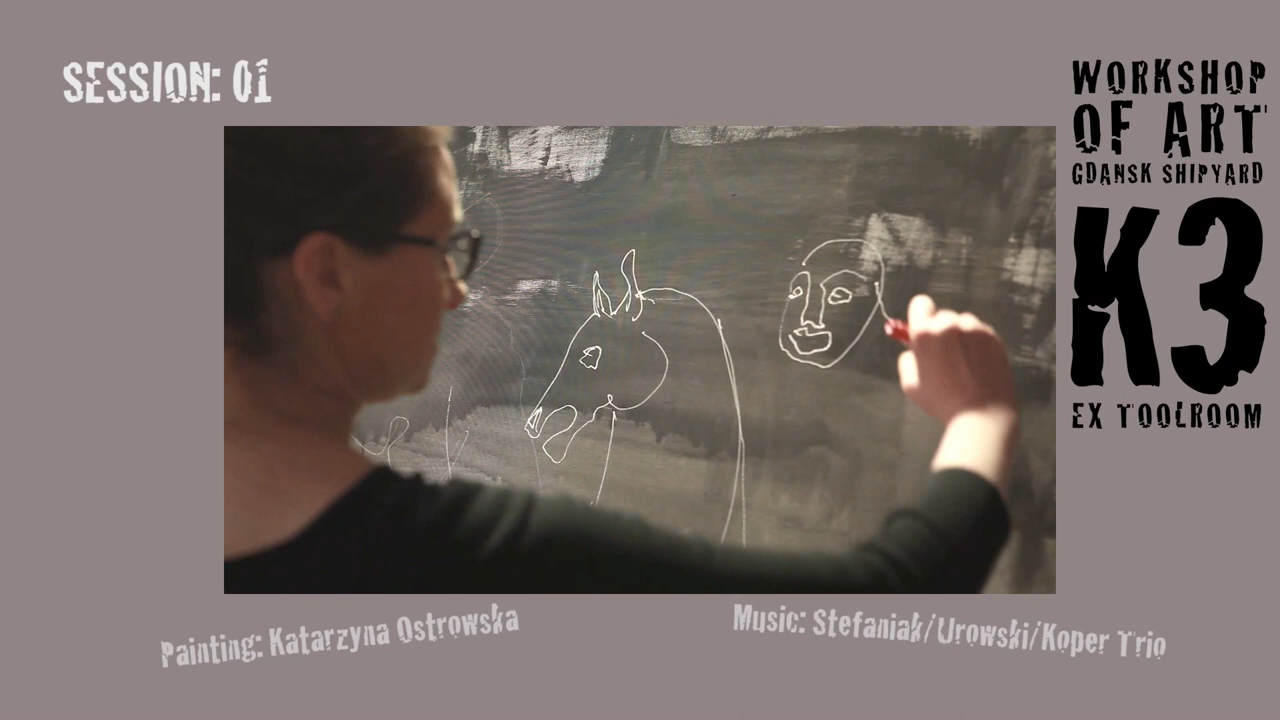 SESSION: 01
WORKSHOP
OF ART
GDANSK SHIPYARD
K3
EX TOOLROOM
Painting: Katarzyna Ostrowska
Music: Stefaniak/Urowski/Koper Trio